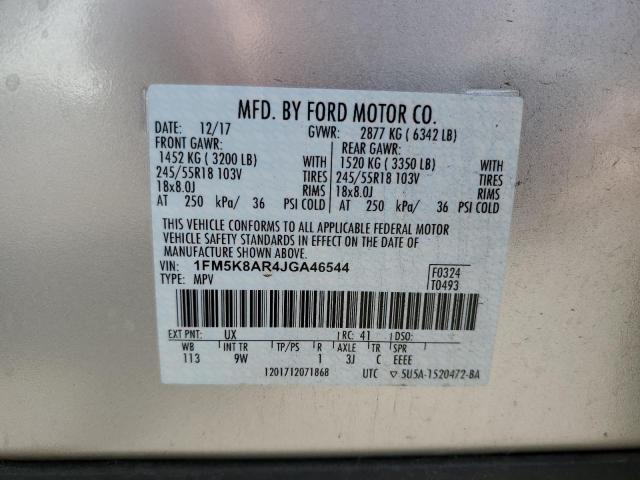 MFD. BY FORD MOTOR CO.
DATE: 12/17 GVWR: 2877 KG ( 6342 LB)
FRONT GAWR: REAR GAWR:
1452 KG ( 3200 LB) WITH 1520 KG ( 3350 LB) WITH
245/55R18 103V TIRES 245/55R18 103V TIRES
18x8.0J RIMS 18x8.0J RIMS
AT 250 kPa/ 36 PSI COLD AT 250 kPa/ 36 PSI COLD
THIS VEHICLE CONFORMS TO ALL APPLICABLE FEDERAL MOTOR
VEHICLE SAFETY STANDARDS IN EFFECT ON THE DATE OF
MANUFACTURE SHOWN ABOVE.
VIN: 1FM5K8AR4JGA46544 F0324
TYPE: MPV T0493
EXT PNT: UX RC: 41 DSO:
WB INT TR TP/PS R AXLE TR SPR
113 9W 1 3J C EEEE
1201712071868 UTC ▽ 5U5A-1520472-BA